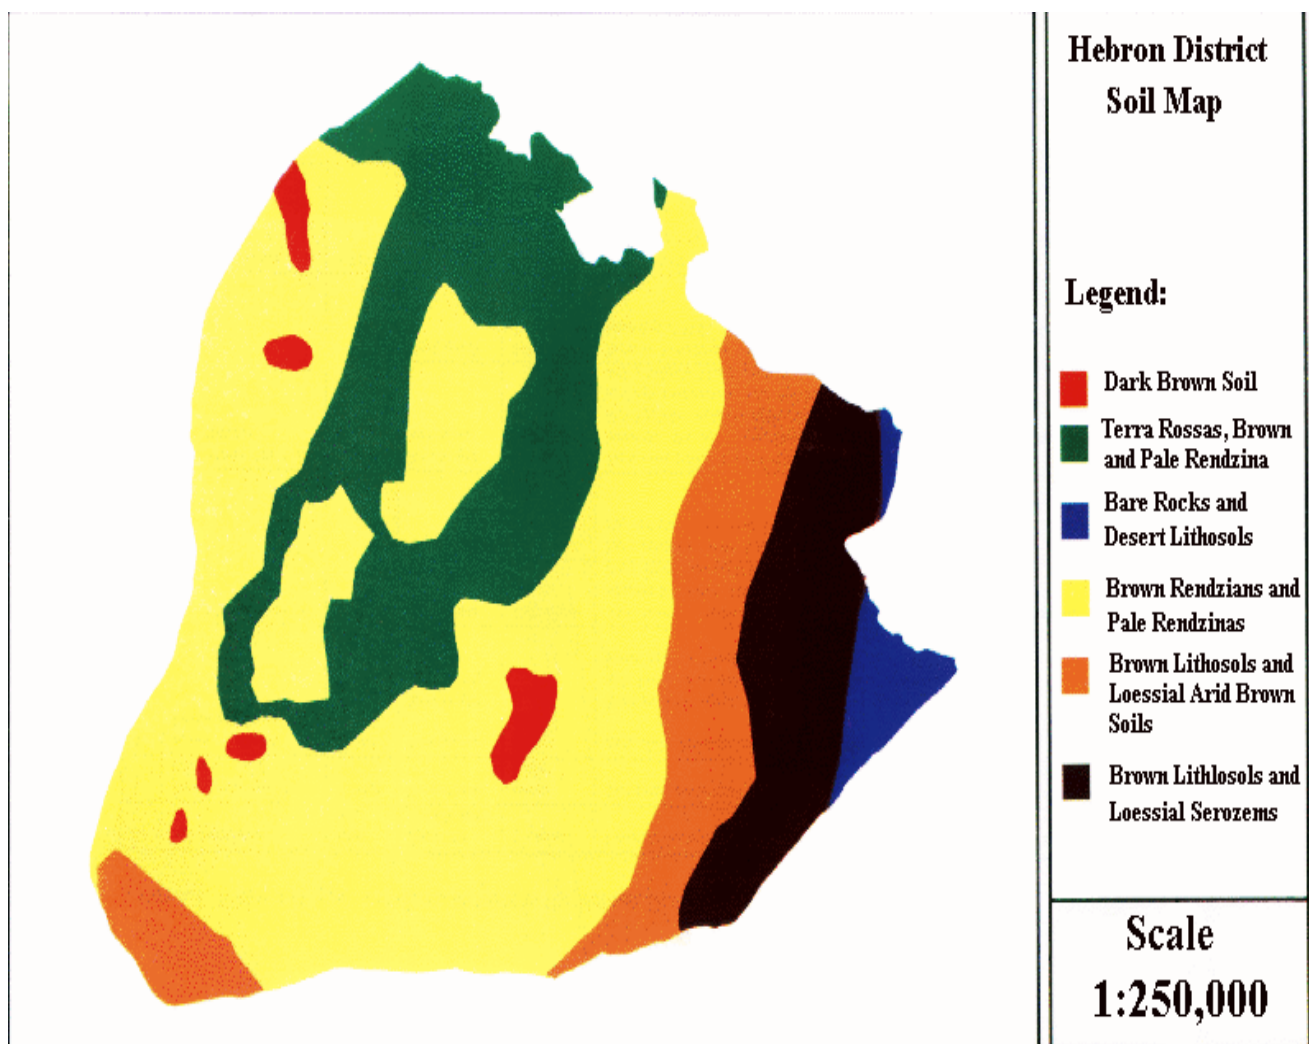 Hebron District
Soil Map
Legend:
Dark Brown Soil
Terra Rossas, Brown
and Pale Rendzina
Bare Rocks and
Desert Lithosols
Brown Rendzians and
Pale Rendzinas
Brown Lithosols and
Loessial Arid Brown
Soils
Brown Lithlosols and
Loessial Serozems
Scale
1:250,000